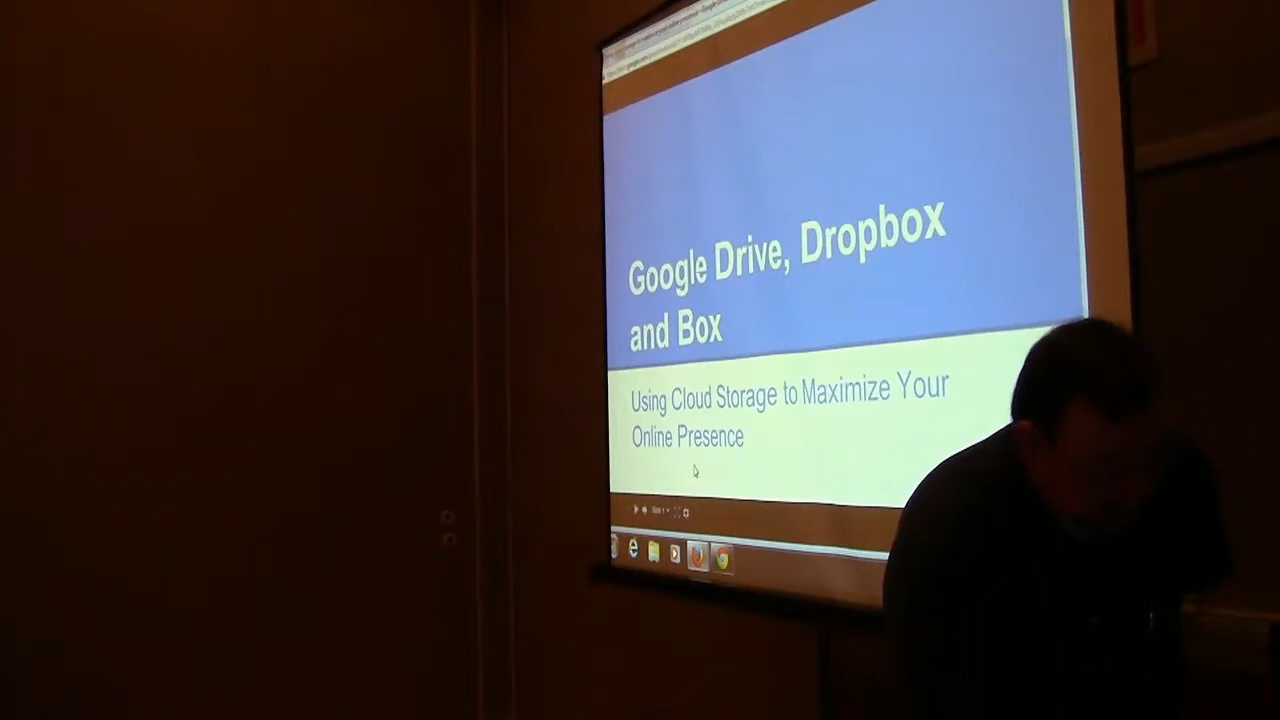 Google Drive, Dropbox
and Box
Using Cloud Storage to Maximize Your
Online Presence